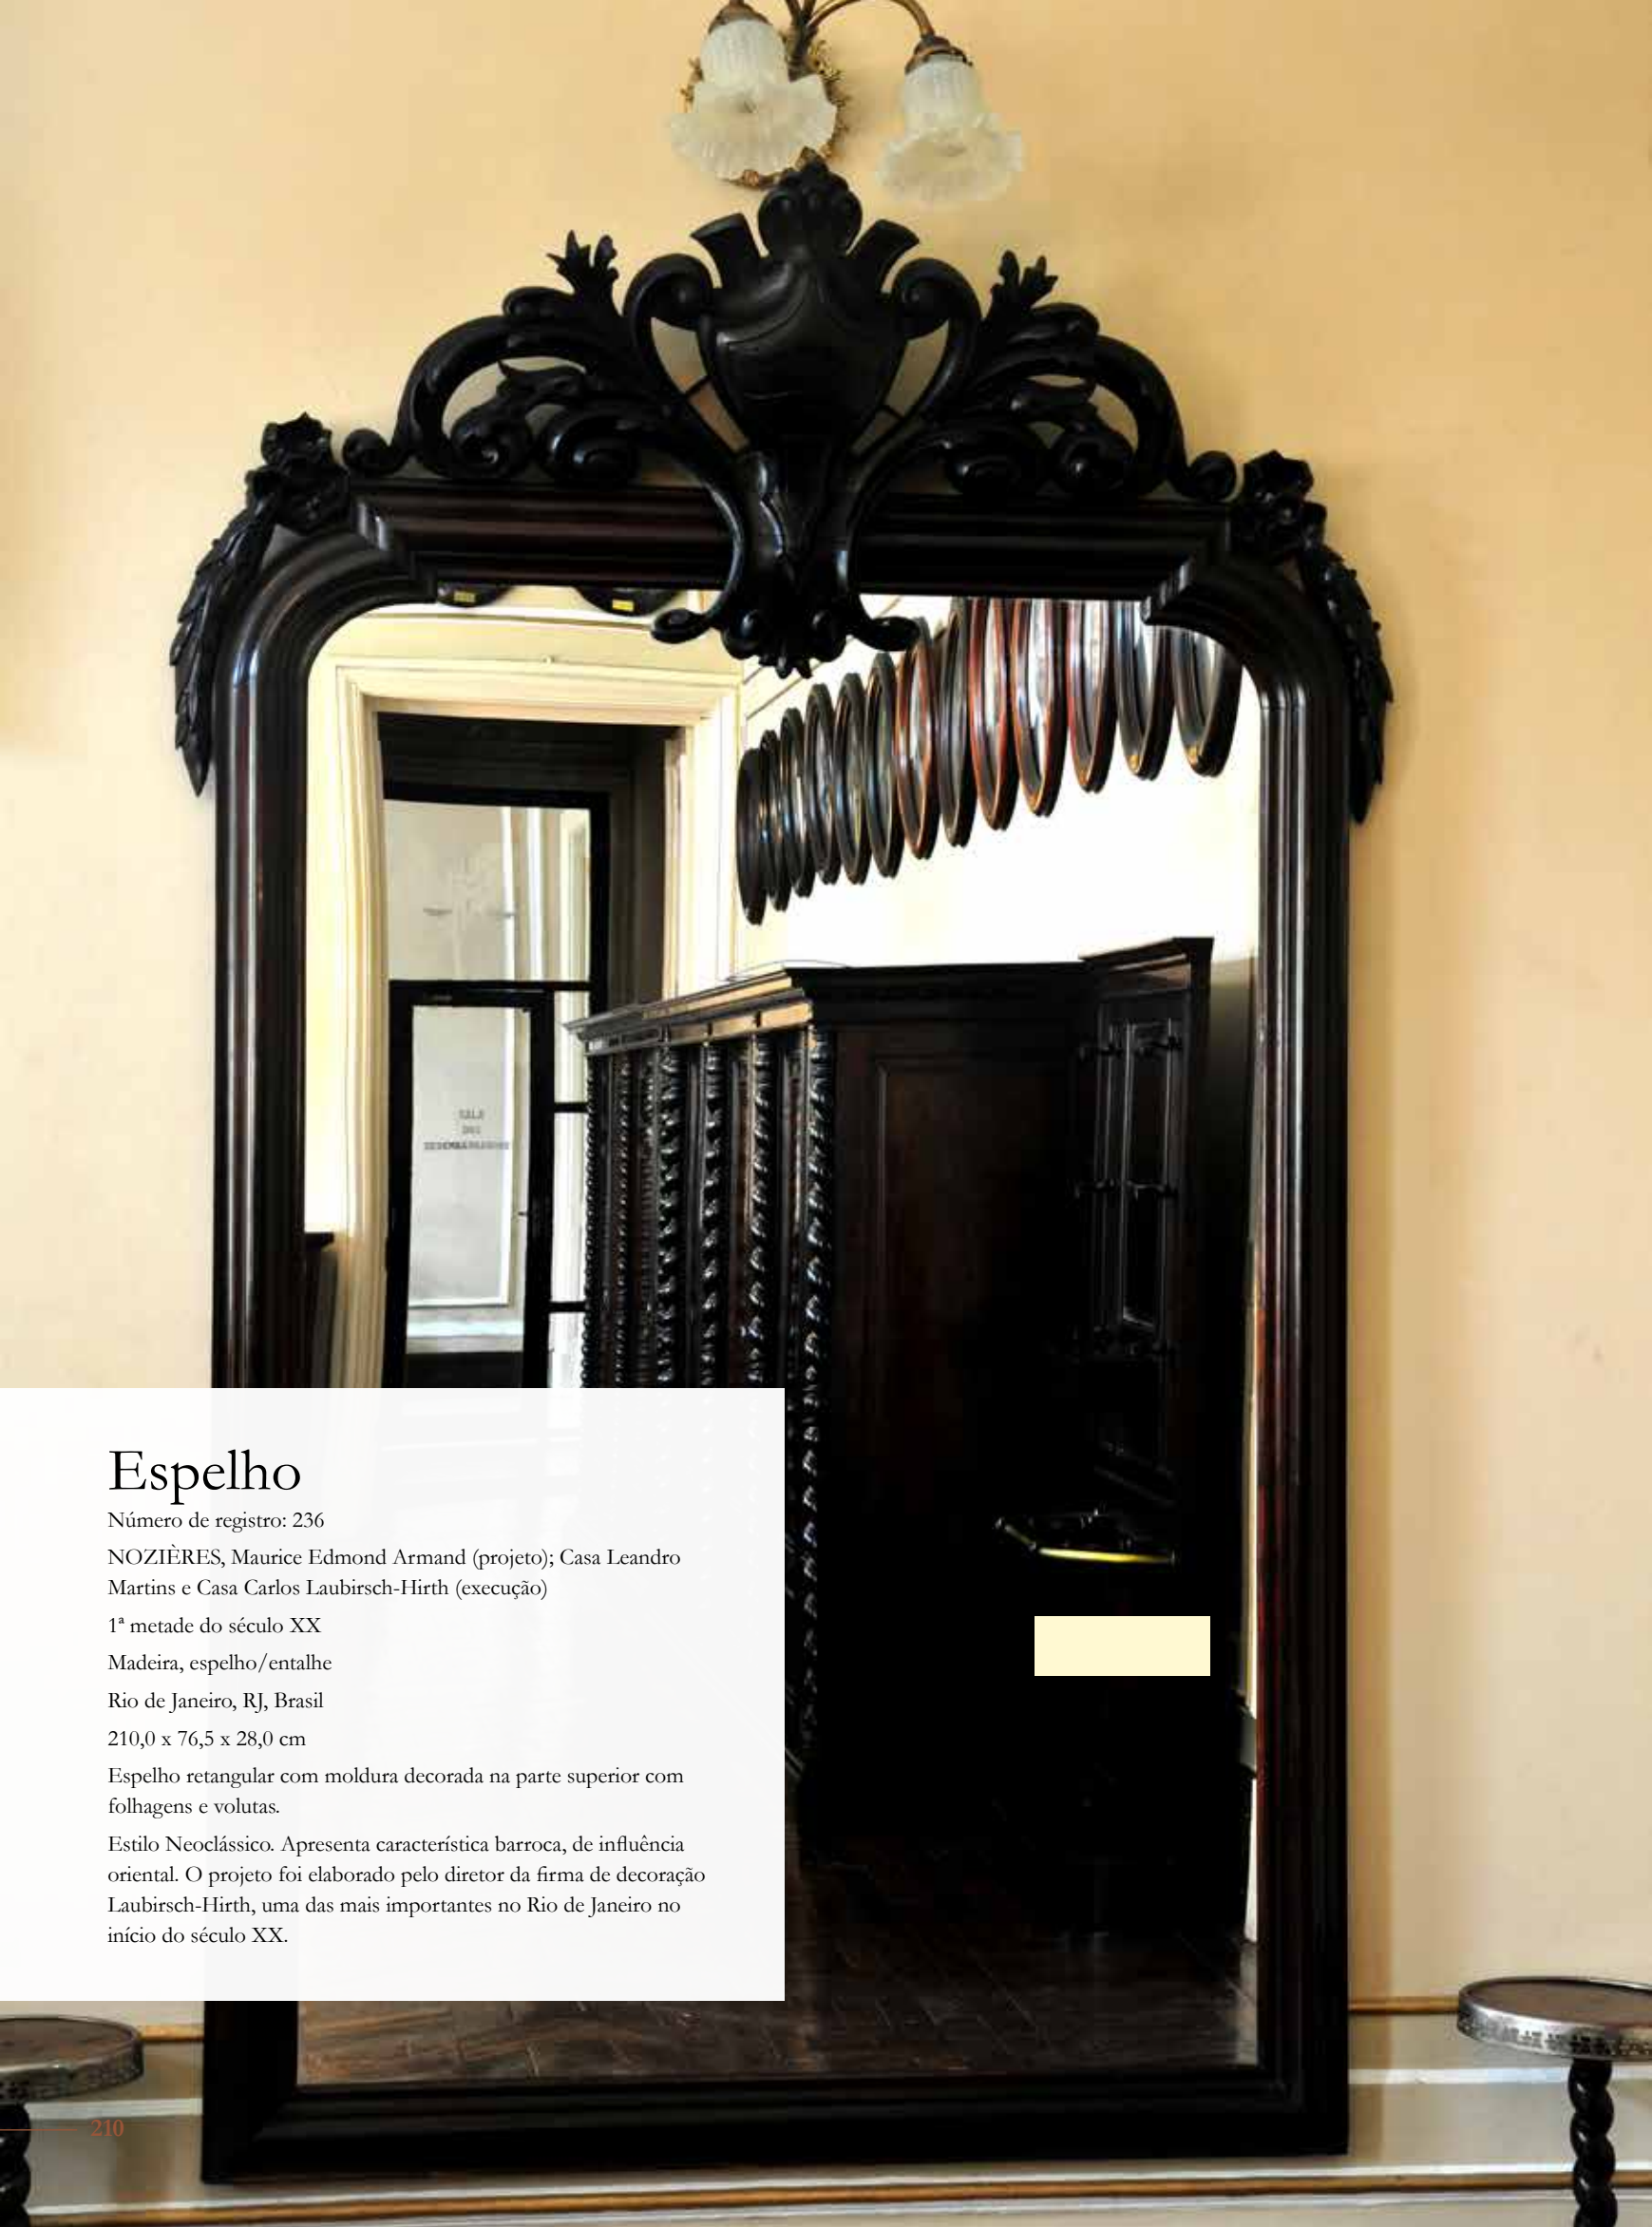 SALA
DOS
Espelho
Número de registro: 236
NOZIÈRES, Maurice Edmond Armand (projeto); Casa Leandro
Martins e Casa Carlos Laubirsch-Hirth (execução)
1ª metade do século XX
Madeira, espelho/entalhe
Rio de Janeiro, RJ, Brasil
210,0 x 76,5 x 28,0 cm
Espelho retangular com moldura decorada na parte superior com
folhagens e volutas.
Estilo Neoclássico. Apresenta característica barroca, de influência
oriental. O projeto foi elaborado pelo diretor da firma de decoração
Laubirsch-Hirth, uma das mais importantes no Rio de Janeiro no
início do século XX.
210